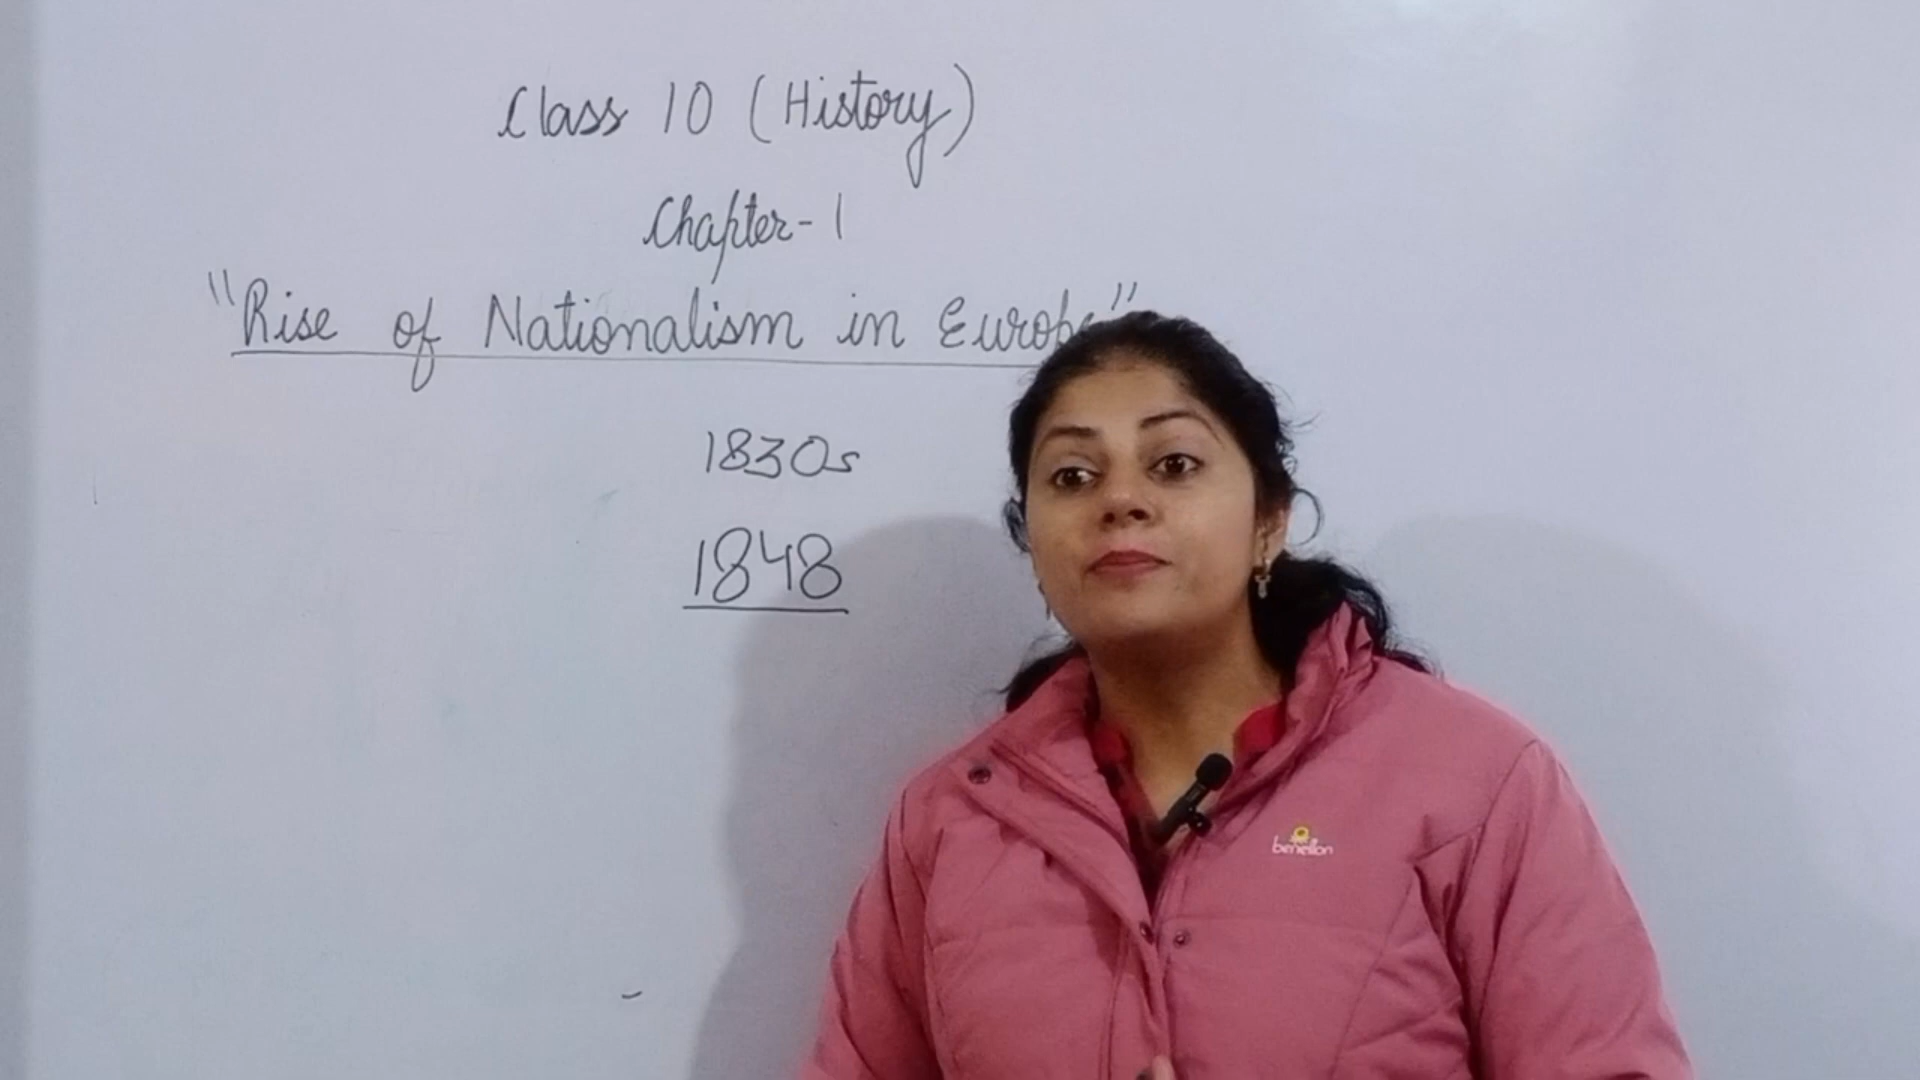 Class 10 (History)
Chapter-1
"Rise of Nationalism in Europe"
1830s
1848
benetton